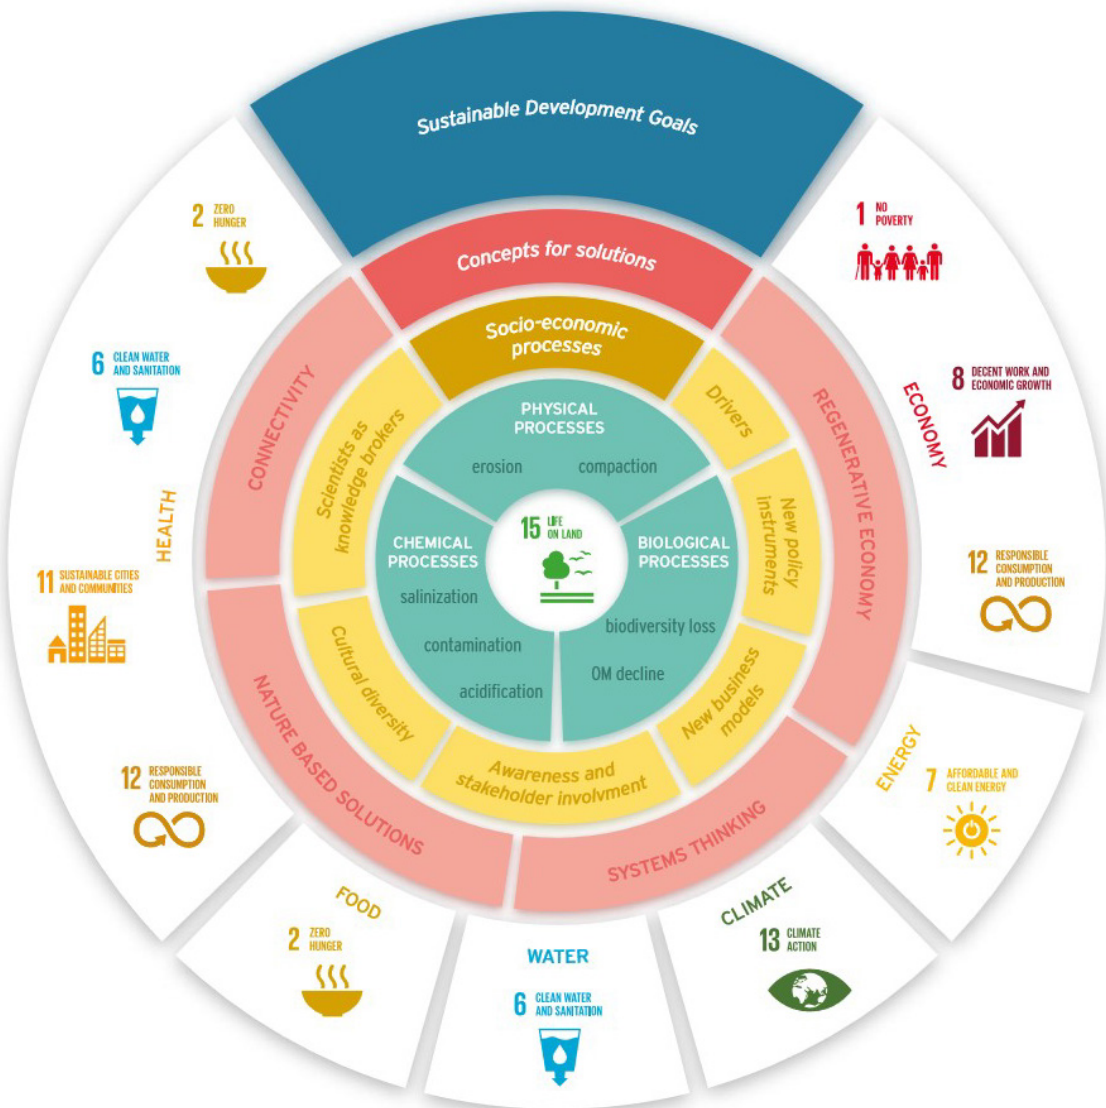 Sustainable Development Goals
Concepts for solutions
Socio-economic
processes
PHYSICAL
PROCESSES
erosion
compaction
CHEMICAL
PROCESSES
salinization
contamination
acidification
BIOLOGICAL
PROCESSES
biodiversity loss
OM decline
15 LIFE
ON LAND
Drivers
New policy
instruments
New business
models
Awareness and
stakeholder involvment
Cultural diversity
Scientists as
knowledge brokers
REGENERATIVE ECONOMY
SYSTEMS THINKING
NATURE BASED SOLUTIONS
CONNECTIVITY
1 NO
POVERTY
ECONOMY
8 DECENT WORK AND
ECONOMIC GROWTH
12 RESPONSIBLE
CONSUMPTION
AND PRODUCTION
ENERGY
7 AFFORDABLE AND
CLEAN ENERGY
CLIMATE
13 CLIMATE
ACTION
WATER
6 CLEAN WATER
AND SANITATION
FOOD
2 ZERO
HUNGER
HEALTH
2 ZERO
HUNGER
6 CLEAN WATER
AND SANITATION
11 SUSTAINABLE CITIES
AND COMMUNITIES
12 RESPONSIBLE
CONSUMPTION
AND PRODUCTION